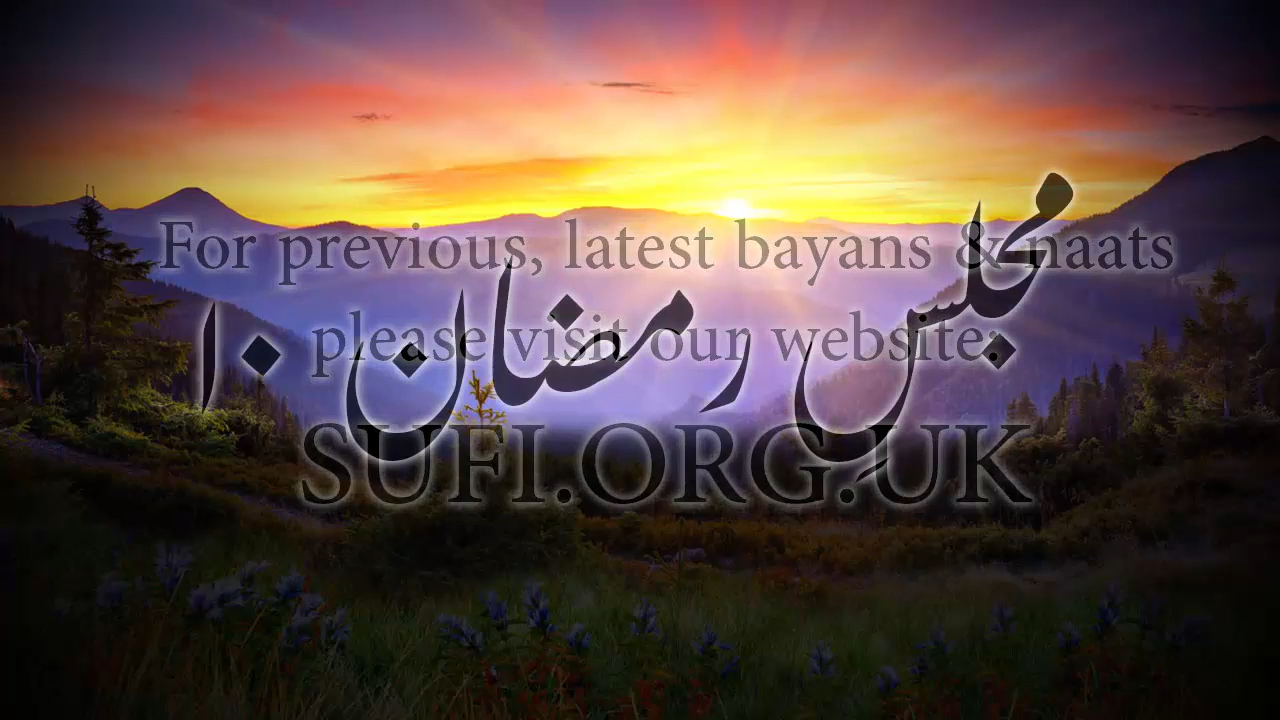 For previous, latest bayans & naats
please visit our website:
SUFI.ORG.UK
مجلسِ رمضان ۱۰